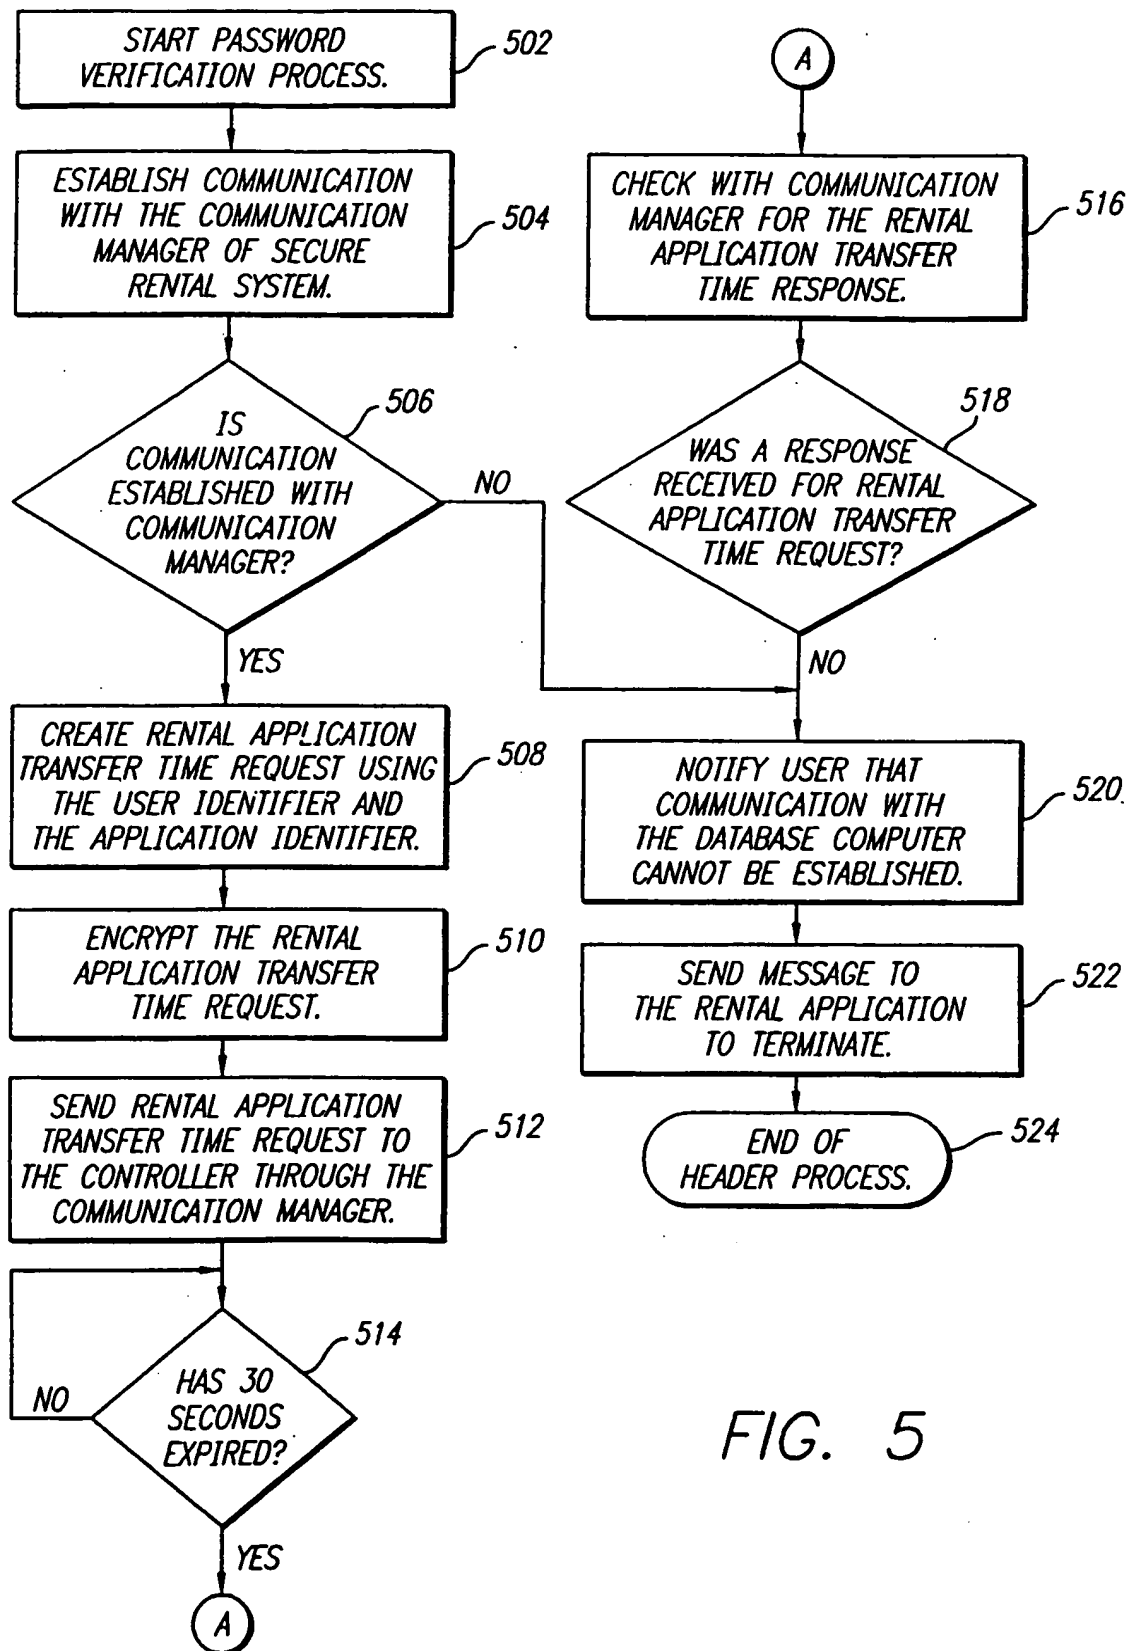 START PASSWORD
VERIFICATION PROCESS.
502
ESTABLISH COMMUNICATION
WITH THE COMMUNICATION
MANAGER OF SECURE
RENTAL SYSTEM.
504
IS
COMMUNICATION
ESTABLISHED WITH
COMMUNICATION
MANAGER?
506
NO
YES
CREATE RENTAL APPLICATION
TRANSFER TIME REQUEST USING
THE USER IDENTIFIER AND
THE APPLICATION IDENTIFIER.
508
ENCRYPT THE RENTAL
APPLICATION TRANSFER
TIME REQUEST.
510
SEND RENTAL APPLICATION
TRANSFER TIME REQUEST TO
THE CONTROLLER THROUGH THE
COMMUNICATION MANAGER.
512
HAS 30
SECONDS
EXPIRED?
514
NO
YES
A
A
CHECK WITH COMMUNICATION
MANAGER FOR THE RENTAL
APPLICATION TRANSFER
TIME RESPONSE.
516
WAS A RESPONSE
RECEIVED FOR RENTAL
APPLICATION TRANSFER
TIME REQUEST?
518
NO
NOTIFY USER THAT
COMMUNICATION WITH
THE DATABASE COMPUTER
CANNOT BE ESTABLISHED.
520
SEND MESSAGE TO
THE RENTAL APPLICATION
TO TERMINATE.
522
END OF
HEADER PROCESS.
524
FIG. 5